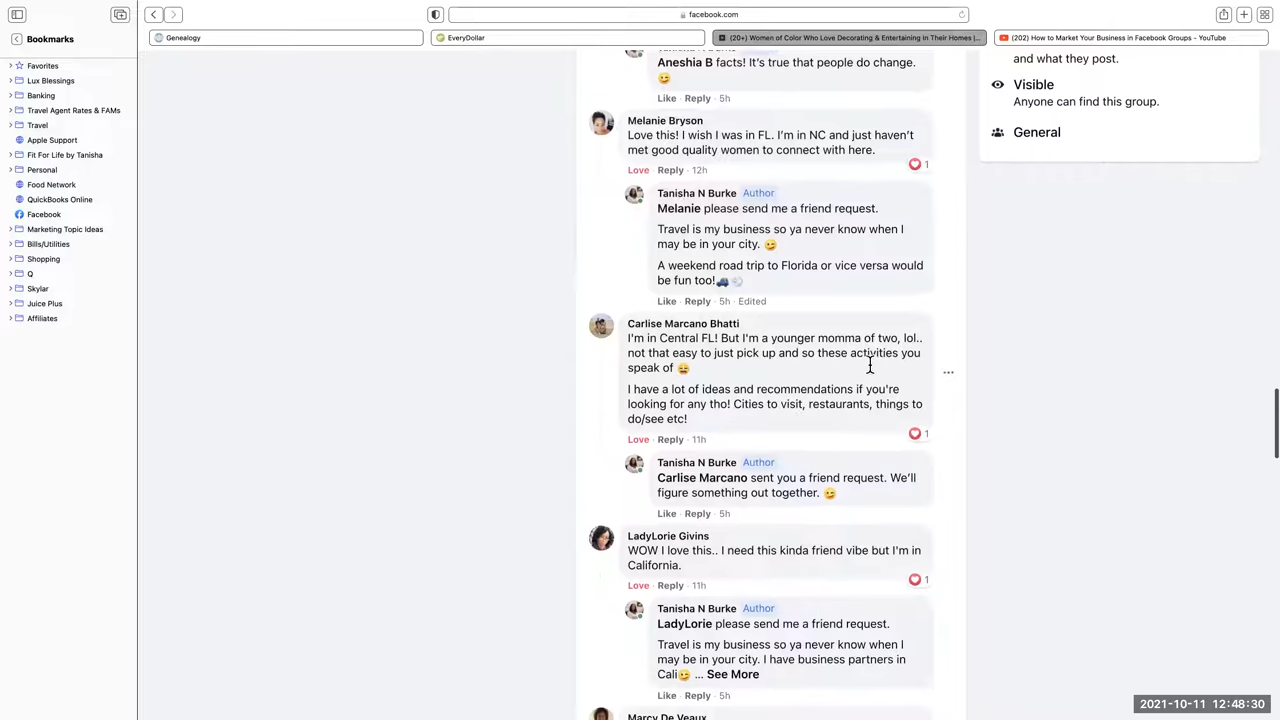 facebook.com
Bookmarks
Genealogy
EveryDollar
(20+) Women of Color Who Love Decorating & Entertaining in Their Homes |...
(202) How to Market Your Business in Facebook Groups - YouTube
Favorites
Lux Blessings
Banking
Travel Agent Rates & FAMs
Travel
Apple Support
Fit For Life by Tanisha
Personal
Food Network
QuickBooks Online
Facebook
Marketing Topic Ideas
Bills/Utilities
Shopping
Q
Skylar
Juice Plus
Affiliates
Aneshia B facts! It's true that people do change.
😉
Like · Reply · 5h
Melanie Bryson
Love this! I wish I was in FL. I'm in NC and just haven't
met good quality women to connect with here.
1
Love · Reply · 12h
Tanisha N Burke Author
Melanie please send me a friend request.
Travel is my business so ya never know when I
may be in your city. 😉
A weekend road trip to Florida or vice versa would
be fun too!🚙💨
Like · Reply · 5h · Edited
Carlise Marcano Bhatti
I'm in Central FL! But I'm a younger momma of two, lol..
not that easy to just pick up and so these activities you
speak of 😅
I have a lot of ideas and recommendations if you're
looking for any tho! Cities to visit, restaurants, things to
do/see etc!
1
Love · Reply · 11h
Tanisha N Burke Author
Carlise Marcano sent you a friend request. We'll
figure something out together. 😉
Like · Reply · 5h
LadyLorie Givins
WOW I love this.. I need this kinda friend vibe but I'm in
California.
1
Love · Reply · 11h
Tanisha N Burke Author
LadyLorie please send me a friend request.
Travel is my business so ya never know when I
may be in your city. I have business partners in
Cali😉 ... See More
Like · Reply · 5h
Marcy De Veaux
and what they post.
Visible
Anyone can find this group.
General
2021-10-11 12:48:30